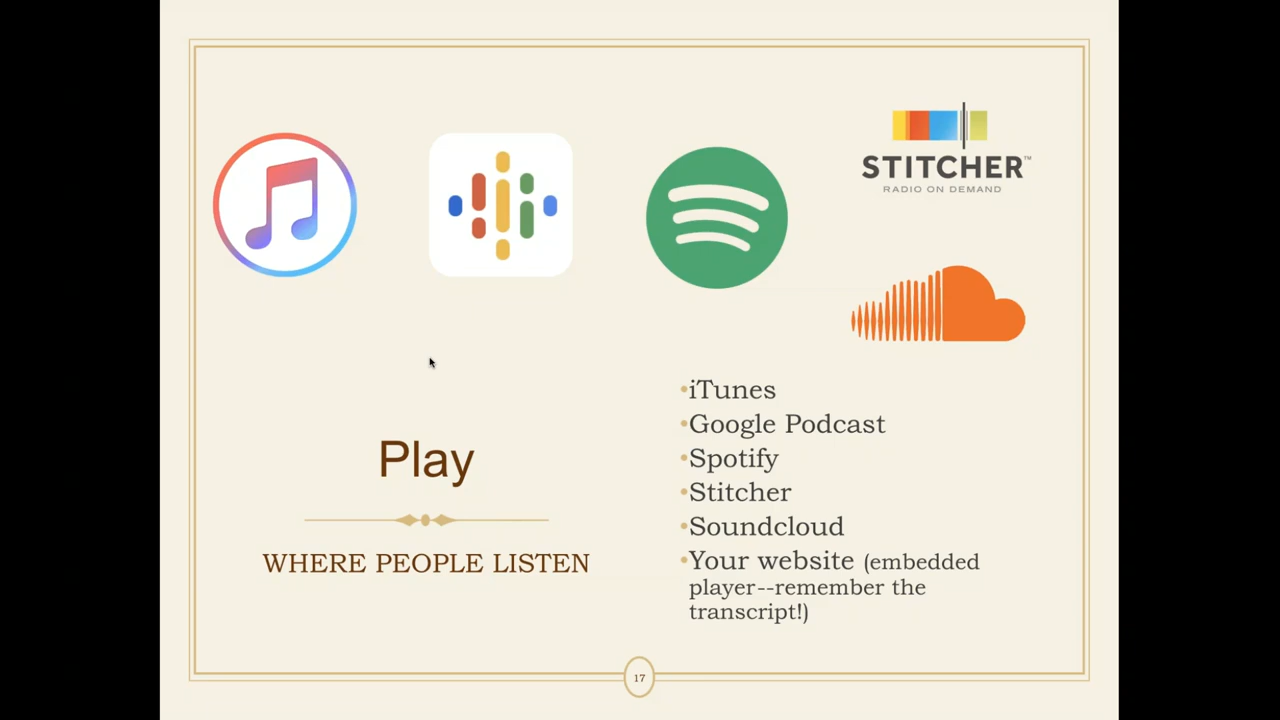 STITCHER™
RADIO ON DEMAND
Play
WHERE PEOPLE LISTEN
•iTunes
•Google Podcast
•Spotify
•Stitcher
•Soundcloud
•Your website (embedded
player--remember the
transcript!)
17